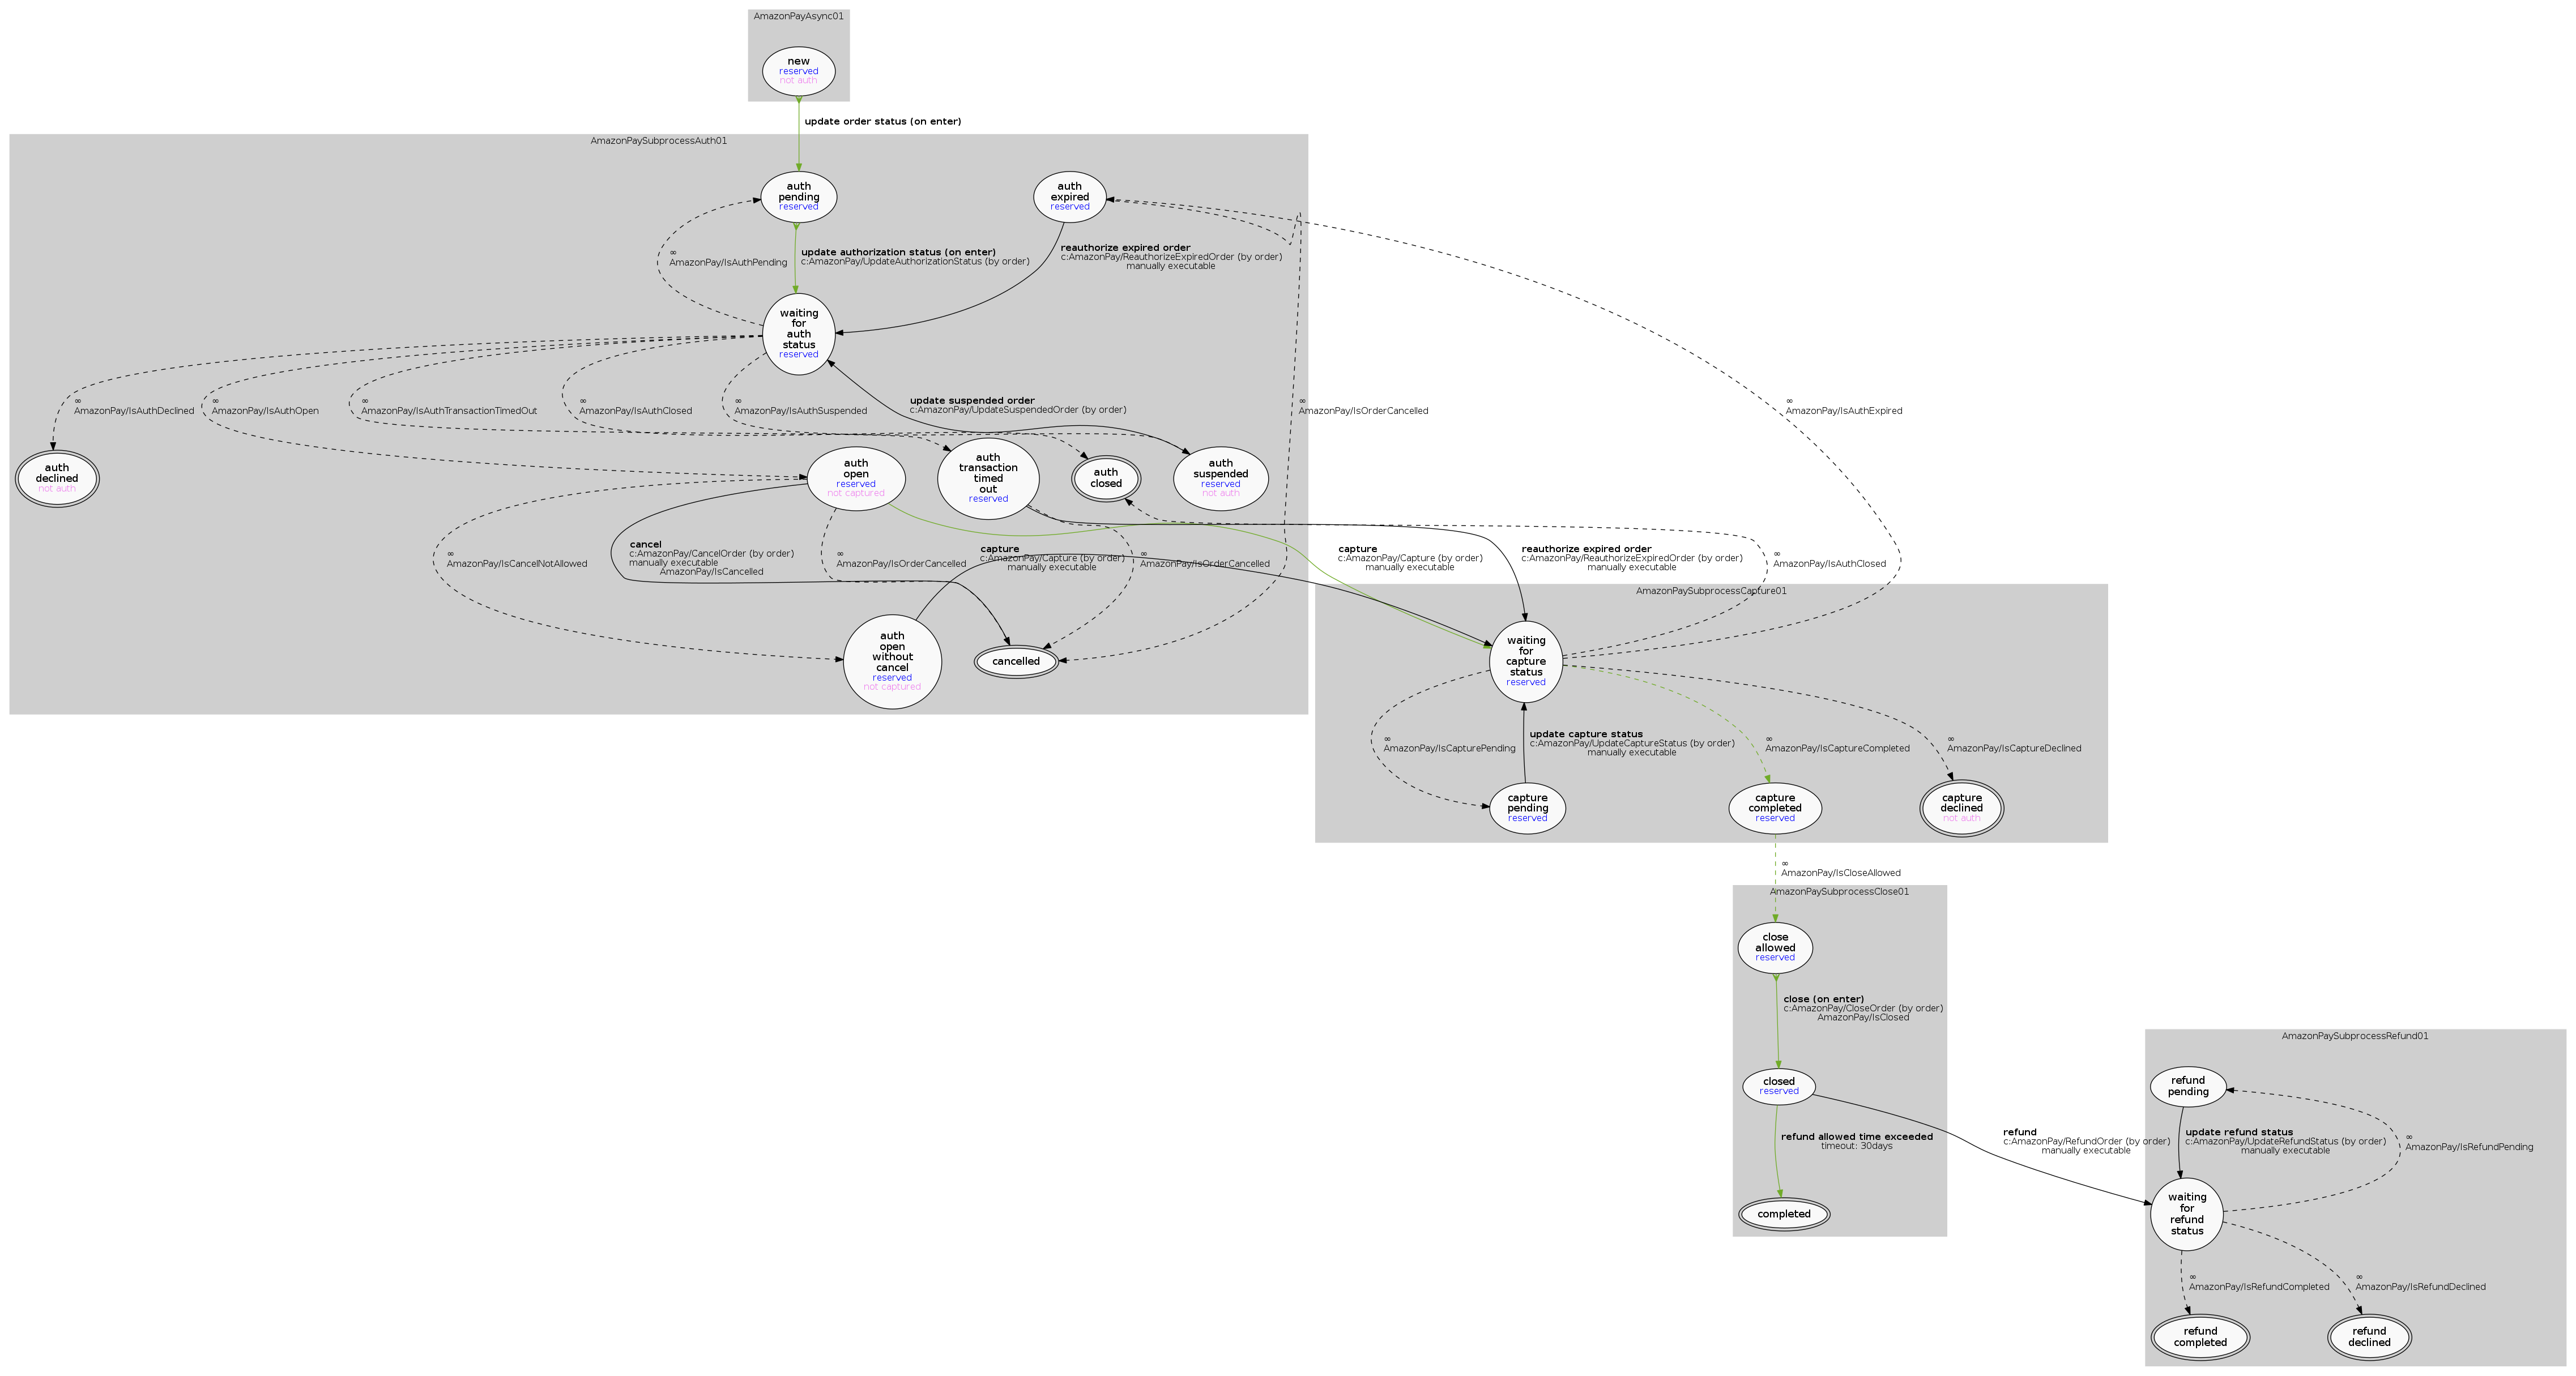 AmazonPayAsync01
new
reserved
not auth
update order status (on enter)
AmazonPaySubprocessAuth01
auth
pending
reserved
auth
expired
reserved
∞
AmazonPay/IsAuthPending
update authorization status (on enter)
c:AmazonPay/UpdateAuthorizationStatus (by order)
reauthorize expired order
c:AmazonPay/ReauthorizeExpiredOrder (by order)
manually executable
waiting
for
auth
status
reserved
∞
AmazonPay/IsAuthDeclined
∞
AmazonPay/IsAuthOpen
∞
AmazonPay/IsAuthTransactionTimedOut
∞
AmazonPay/IsAuthClosed
∞
AmazonPay/IsAuthSuspended
update suspended order
c:AmazonPay/UpdateSuspendedOrder (by order)
∞
AmazonPay/IsOrderCancelled
∞
AmazonPay/IsAuthExpired
auth
declined
not auth
auth
open
reserved
not captured
auth
transaction
timed
out
reserved
auth
closed
auth
suspended
reserved
not auth
∞
AmazonPay/IsCancelNotAllowed
cancel
c:AmazonPay/CancelOrder (by order)
manually executable
AmazonPay/IsCancelled
∞
AmazonPay/IsOrderCancelled
capture
c:AmazonPay/Capture (by order)
manually executable
∞
AmazonPay/IsOrderCancelled
capture
c:AmazonPay/Capture (by order)
manually executable
reauthorize expired order
c:AmazonPay/ReauthorizeExpiredOrder (by order)
manually executable
∞
AmazonPay/IsAuthClosed
AmazonPaySubprocessCapture01
auth
open
without
cancel
reserved
not captured
cancelled
waiting
for
capture
status
reserved
∞
AmazonPay/IsCapturePending
update capture status
c:AmazonPay/UpdateCaptureStatus (by order)
manually executable
∞
AmazonPay/IsCaptureCompleted
∞
AmazonPay/IsCaptureDeclined
capture
pending
reserved
capture
completed
reserved
capture
declined
not auth
∞
AmazonPay/IsCloseAllowed
AmazonPaySubprocessClose01
close
allowed
reserved
close (on enter)
c:AmazonPay/CloseOrder (by order)
AmazonPay/IsClosed
AmazonPaySubprocessRefund01
closed
reserved
refund
pending
refund allowed time exceeded
timeout: 30days
refund
c:AmazonPay/RefundOrder (by order)
manually executable
update refund status
c:AmazonPay/UpdateRefundStatus (by order)
manually executable
∞
AmazonPay/IsRefundPending
completed
waiting
for
refund
status
∞
AmazonPay/IsRefundCompleted
∞
AmazonPay/IsRefundDeclined
refund
completed
refund
declined